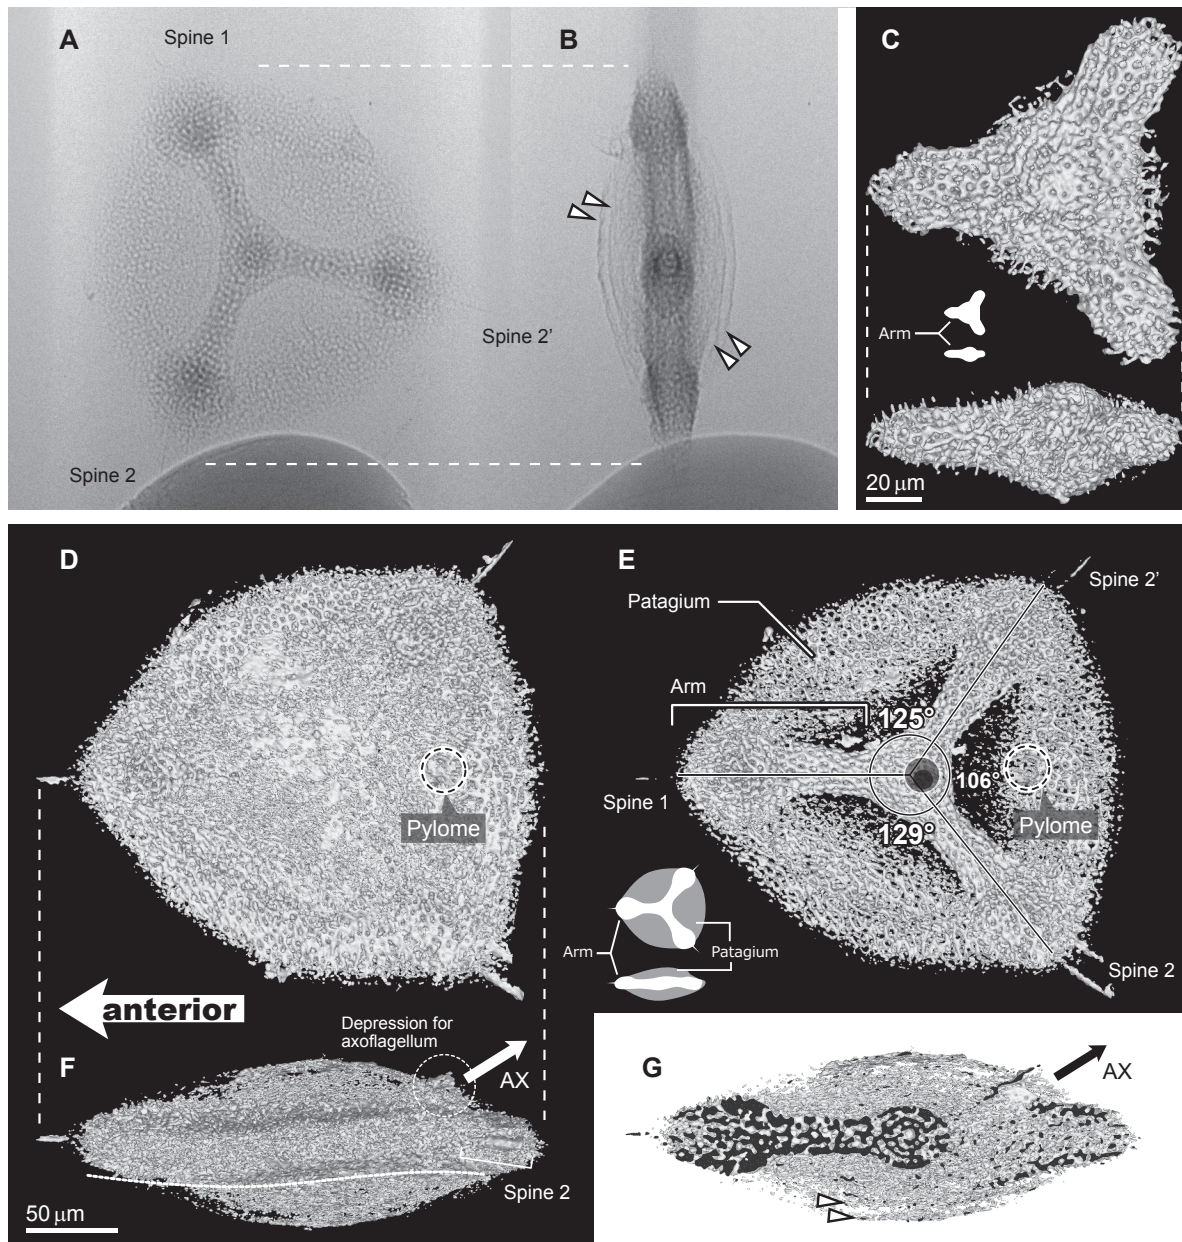 A
Spine 1
B
C
Spine 2'
Spine 2
Arm
20 μm
D
E
Spine 2'
Patagium
Arm
125°
106°
129°
Spine 1
Pylome
Pylome
Arm
Patagium
Spine 2
anterior
Depression for
axoflagellum
F
AX
Spine 2
50 μm
G
AX